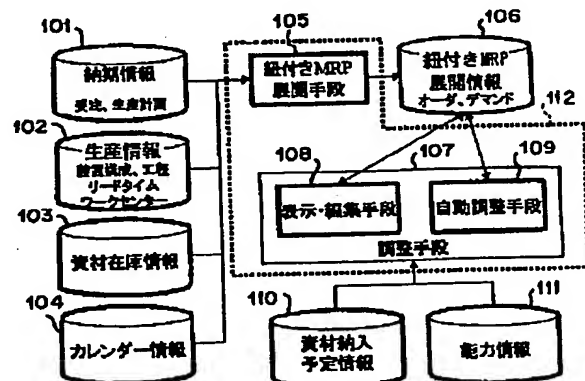 101
納期情報
受注、生産計画
102
生産情報
装置構成、工程
リードタイム
ワークセンター
103
資材在庫情報
104
カレンダー情報
105
紐付きMRP
展開手段
106
紐付きMRP
展開情報
オーダ、デマンド
112
107
108
表示・編集手段
109
自動調整手段
調整手段
110
資材納入
予定情報
111
能力情報